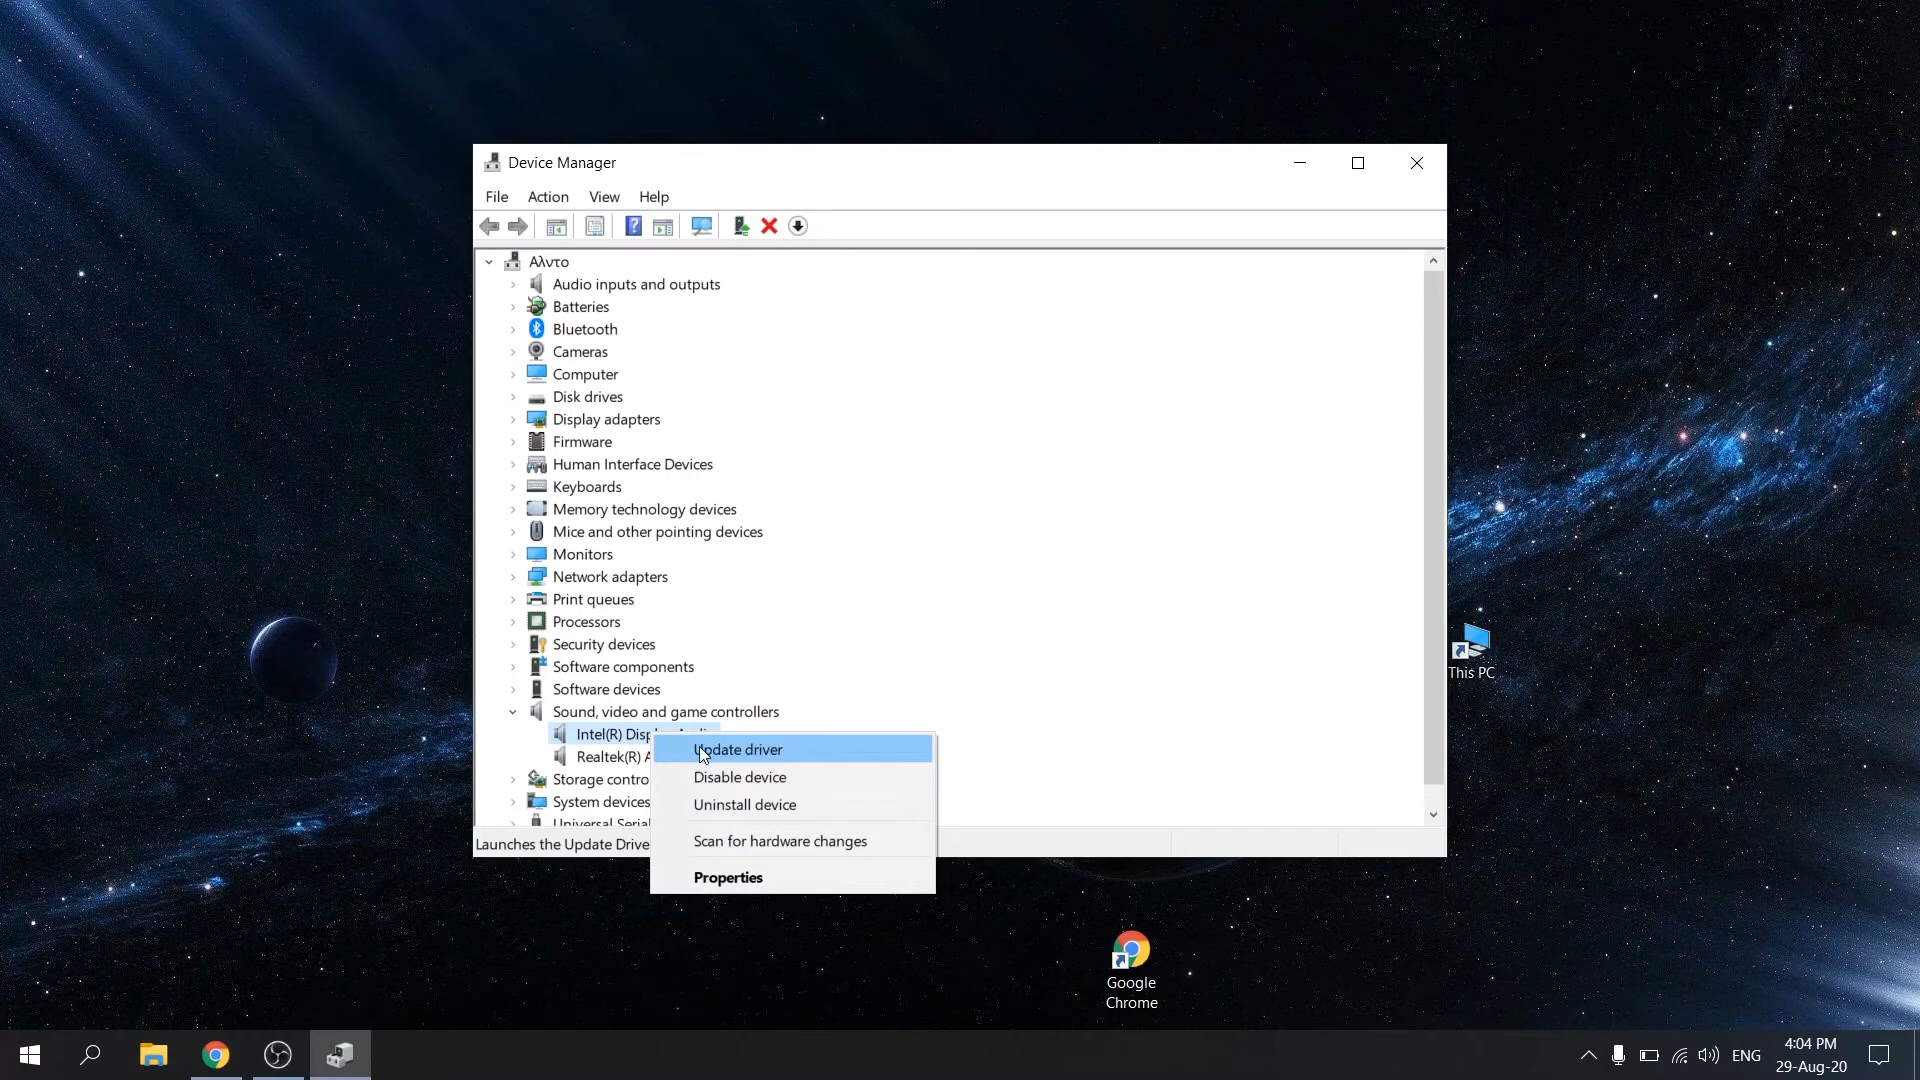 Device Manager
File Action View Help
Αλντο
Audio inputs and outputs
Batteries
Bluetooth
Cameras
Computer
Disk drives
Display adapters
Firmware
Human Interface Devices
Keyboards
Memory technology devices
Mice and other pointing devices
Monitors
Network adapters
Print queues
Processors
Security devices
Software components
Software devices
Sound, video and game controllers
Intel(R)
Realtek(R)
Storage
System devices
Universal
Launches the Update
Update driver
Disable device
Uninstall device
Scan for hardware changes
Properties
This PC
Google
Chrome
ENG
4:04 PM
29-Aug-20